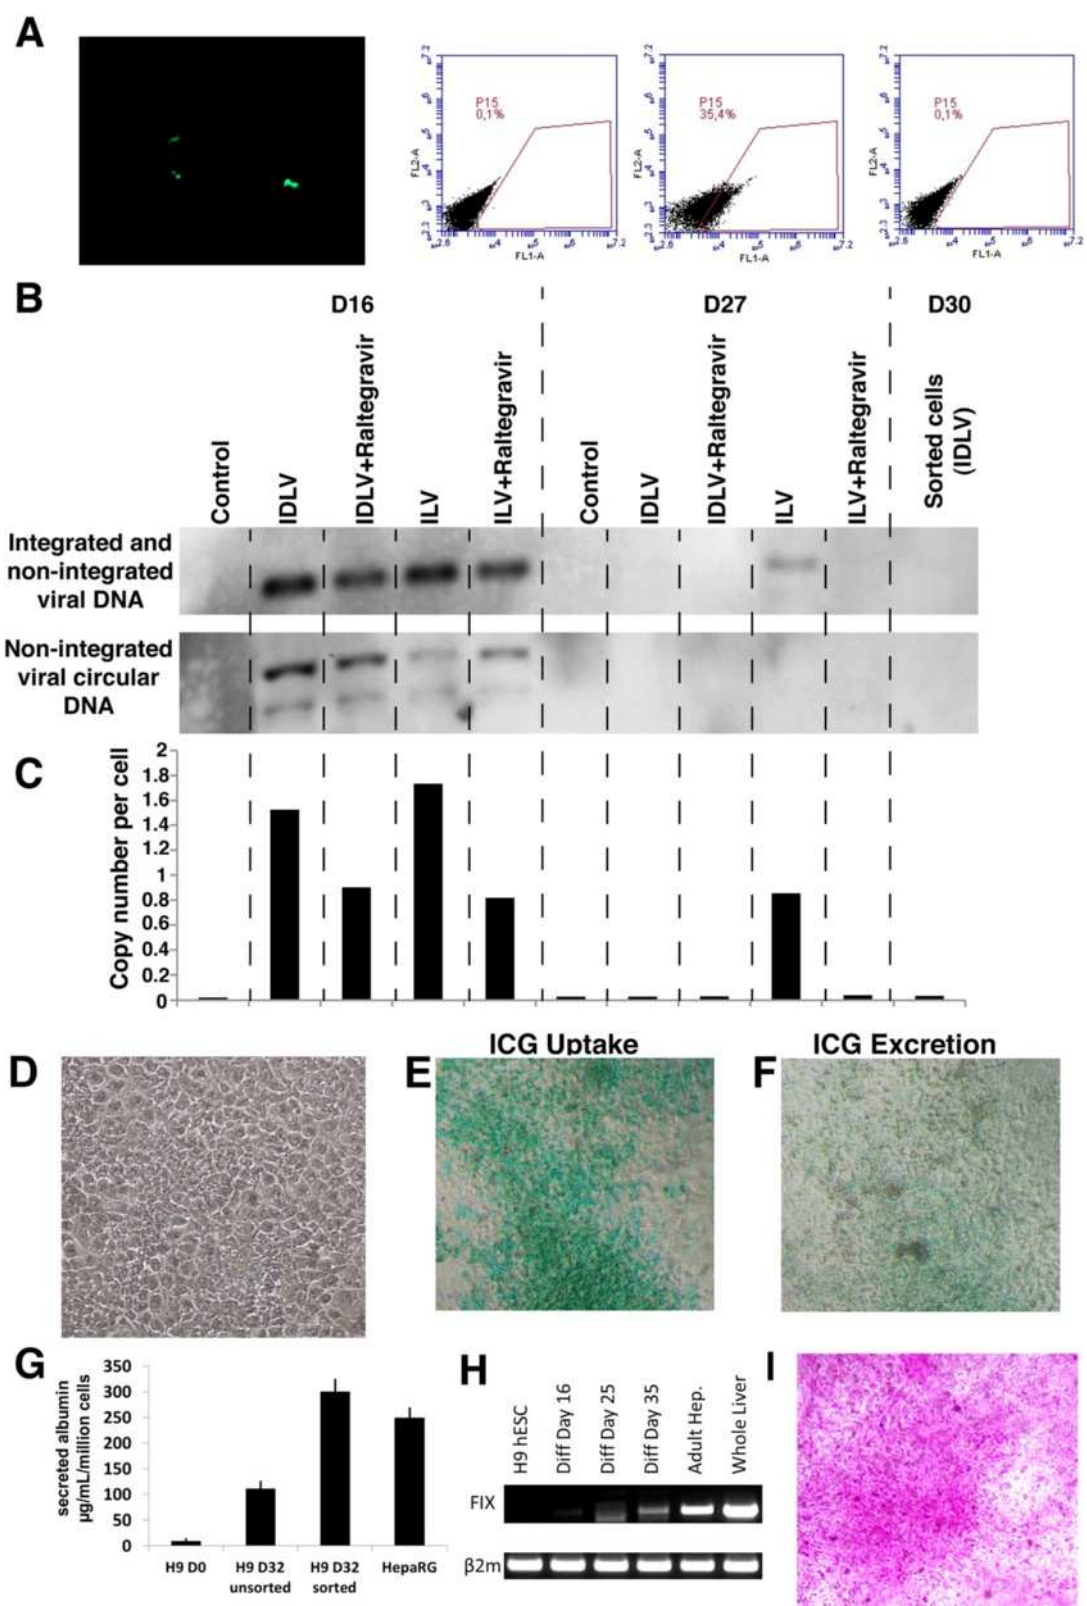 A
P15
0,1%
P15
35,4%
P15
0,1%
FL2-A
FL2-A
FL2-A
FL1-A
FL1-A
FL1-A
B
D16
D27
D30
Control
IDLV
IDLV+Raltegravir
ILV
ILV+Raltegravir
Control
IDLV
IDLV+Raltegravir
ILV
ILV+Raltegravir
Sorted cells
(IDLV)
Integrated and
non-integrated
viral DNA
Non-integrated
viral circular
DNA
C
Copy number per cell
2
1.8
1.6
1.4
1.2
1
0.8
0.6
0.4
0.2
0
D
E
ICG Uptake
F
ICG Excretion
G
secreted albumin
µg/mL/million cells
350
300
250
200
150
100
50
0
H9 D0
H9 D32
unsorted
H9 D32
sorted
HepaRG
H
H9 hESC
Diff Day 16
Diff Day 25
Diff Day 35
Adult Hep.
Whole Liver
FIX
β2m
I